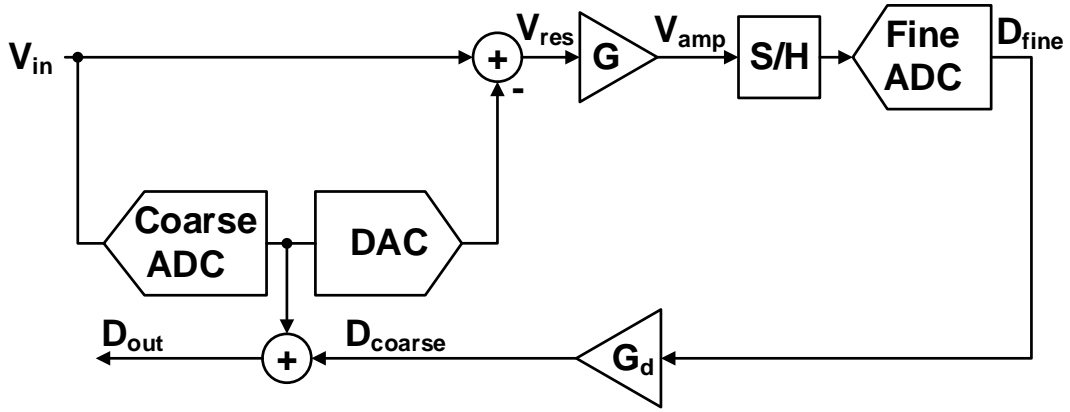 V_in
+
-
V_res
G
V_amp
S/H
Fine
ADC
D_fine
Coarse
ADC
DAC
D_out
+
D_coarse
G_d